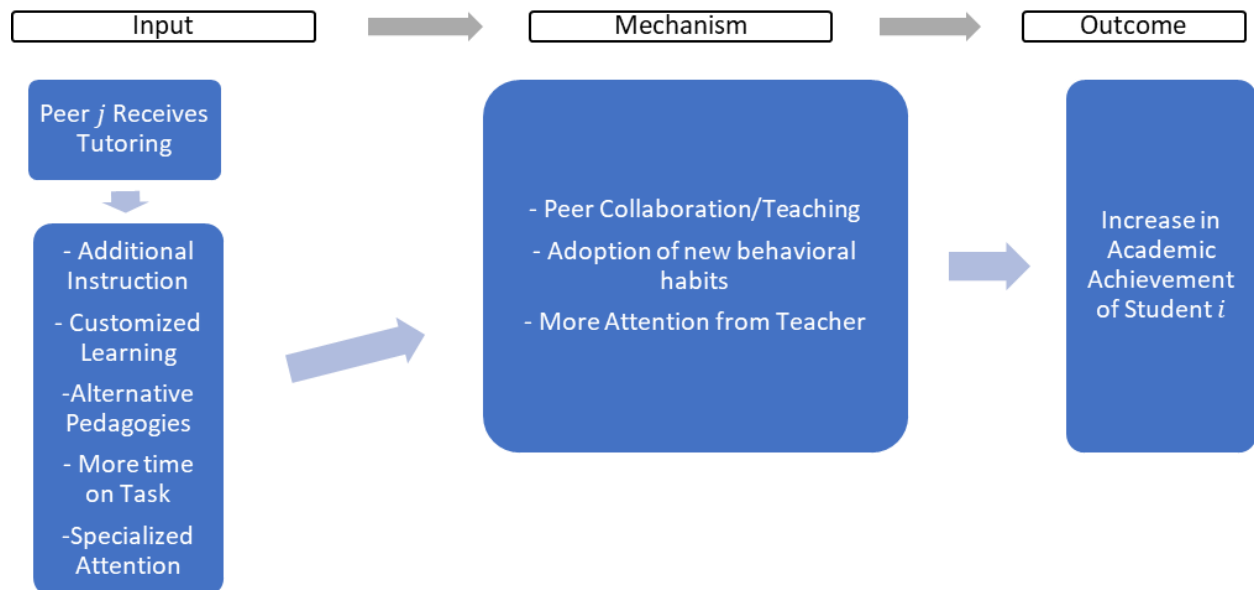 Input
Mechanism
Outcome
Peer j Receives
Tutoring
- Additional
Instruction
- Customized
Learning
-Alternative
Pedagogies
- More time
on Task
-Specialized
Attention
- Peer Collaboration/Teaching
- Adoption of new behavioral
habits
- More Attention from Teacher
Increase in
Academic
Achievement
of Student i